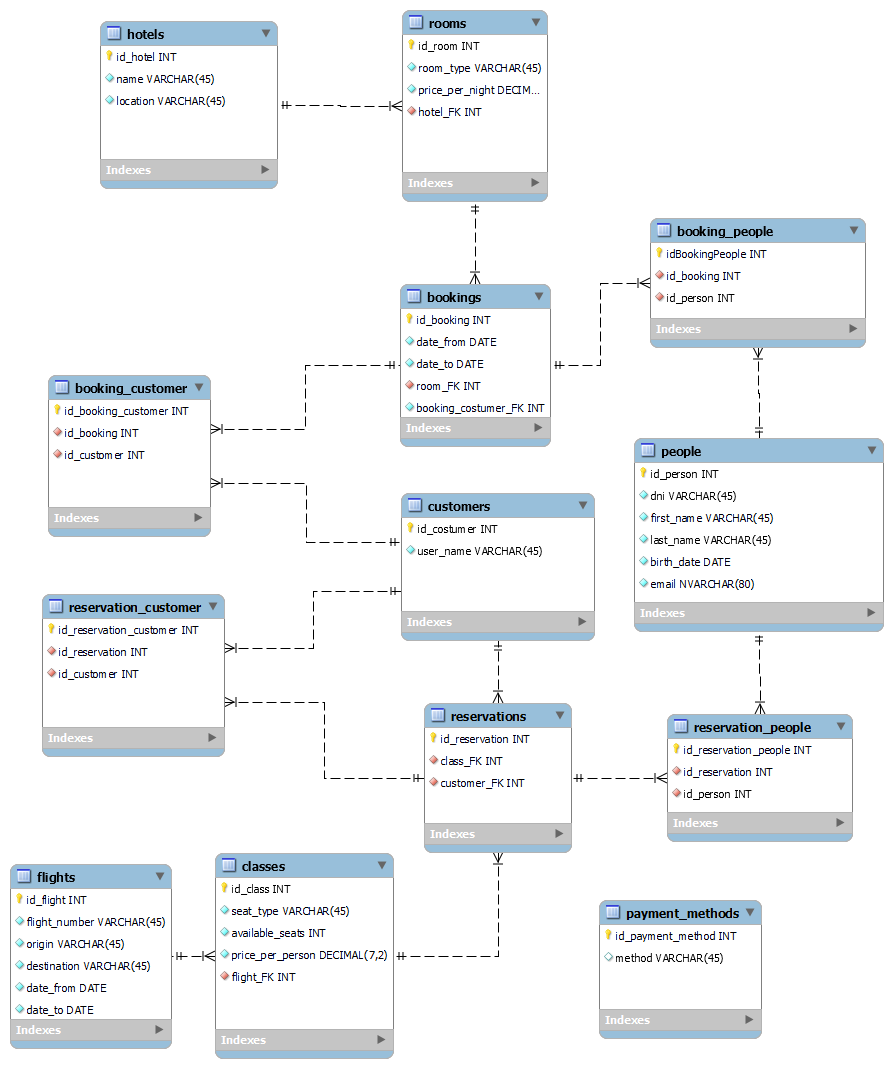 hotels
id_hotel INT
name VARCHAR(45)
location VARCHAR(45)
Indexes
rooms
id_room INT
room_type VARCHAR(45)
price_per_night DECIM...
hotel_FK INT
Indexes
booking_people
idBookingPeople INT
id_booking INT
id_person INT
Indexes
bookings
id_booking INT
date_from DATE
date_to DATE
room_FK INT
booking_costumer_FK INT
Indexes
booking_customer
id_booking_customer INT
id_booking INT
id_customer INT
Indexes
people
id_person INT
dni VARCHAR(45)
first_name VARCHAR(45)
last_name VARCHAR(45)
birth_date DATE
email NVARCHAR(80)
Indexes
customers
id_costumer INT
user_name VARCHAR(45)
Indexes
reservation_customer
id_reservation_customer INT
id_reservation INT
id_customer INT
Indexes
reservations
id_reservation INT
class_FK INT
customer_FK INT
Indexes
reservation_people
id_reservation_people INT
id_reservation INT
id_person INT
Indexes
flights
id_flight INT
flight_number VARCHAR(45)
origin VARCHAR(45)
destination VARCHAR(45)
date_from DATE
date_to DATE
Indexes
classes
id_class INT
seat_type VARCHAR(45)
available_seats INT
price_per_person DECIMAL(7,2)
flight_FK INT
Indexes
payment_methods
id_payment_method INT
method VARCHAR(45)
Indexes